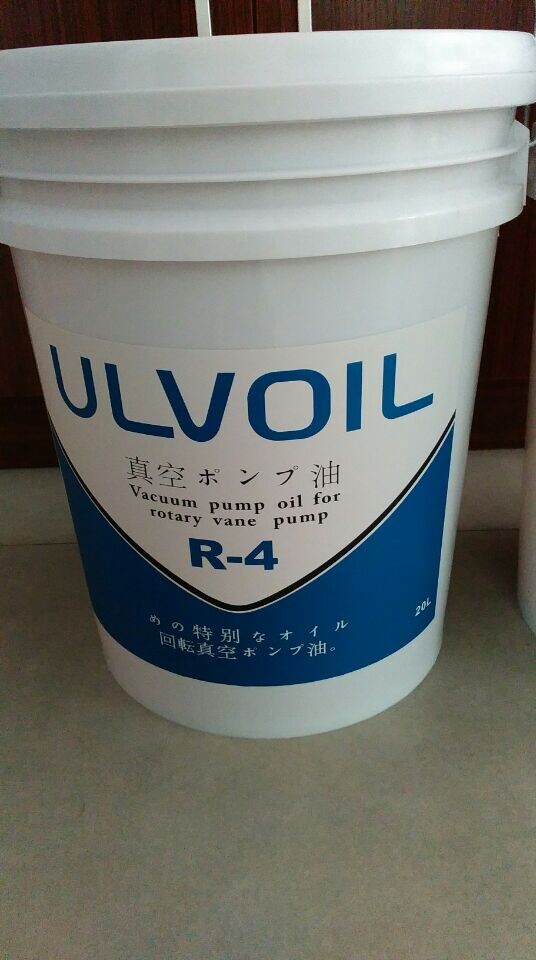 ULVOIL
真空ポンプ油
Vacuum pump oil for
rotary vane pump
R-4
20L
めの特別なオイル
回転真空ポンプ油。